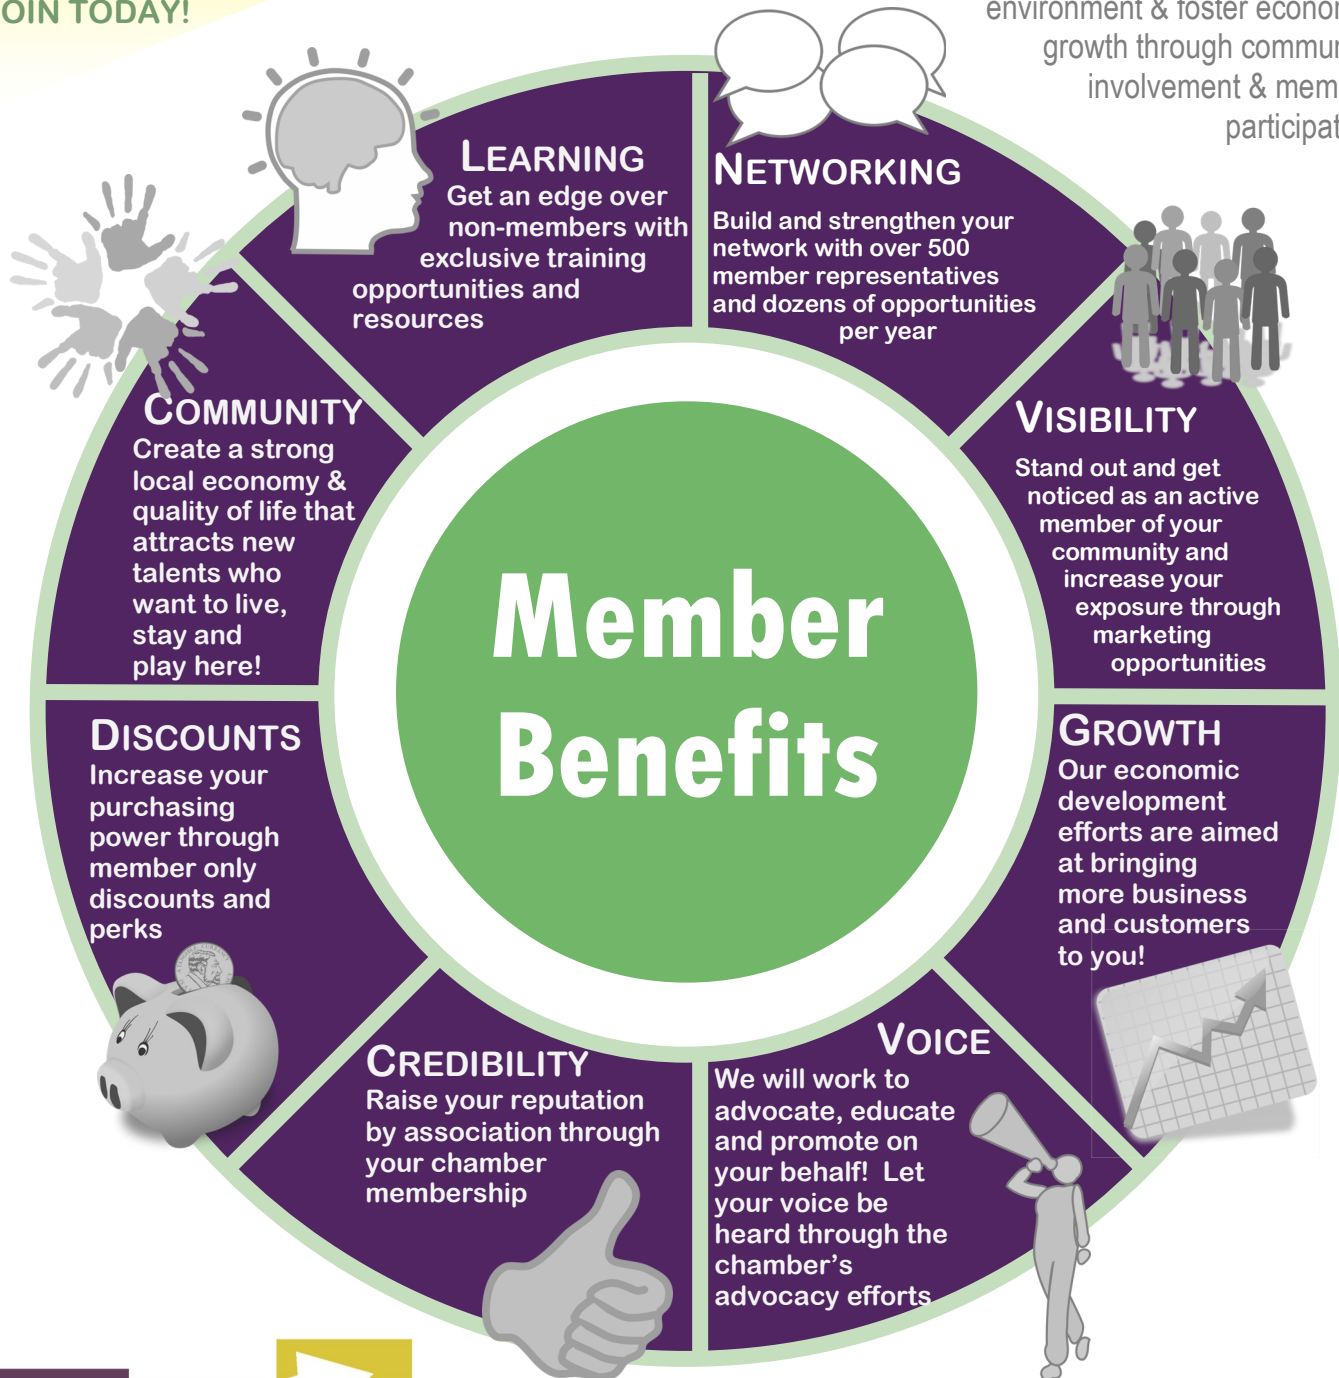 OIN TODAY!
environment & foster
growth through
involvement &
LEARNING
Get an edge over
non-members with
exclusive training
opportunities and
resources
NETWORKING
Build and strengthen your
network with over 500
member representatives
and dozens of opportunities
per year
VISIBILITY
Stand out and get
noticed as an active
member of your
community and
increase your
exposure through
marketing
opportunities
GROWTH
Our economic
development
efforts are aimed
at bringing
more business
and customers
to you!
VOICE
We will work to
advocate, educate
and promote on
your behalf! Let
your voice be
heard through the
chamber's
advocacy efforts
CREDIBILITY
Raise your reputation
by association through
your chamber
membership
DISCOUNTS
Increase your
purchasing
power through
member only
discounts and
perks
COMMUNITY
Create a strong
local economy &
quality of life that
attracts new
talents who
want to live,
stay and
play here!
Member
Benefits